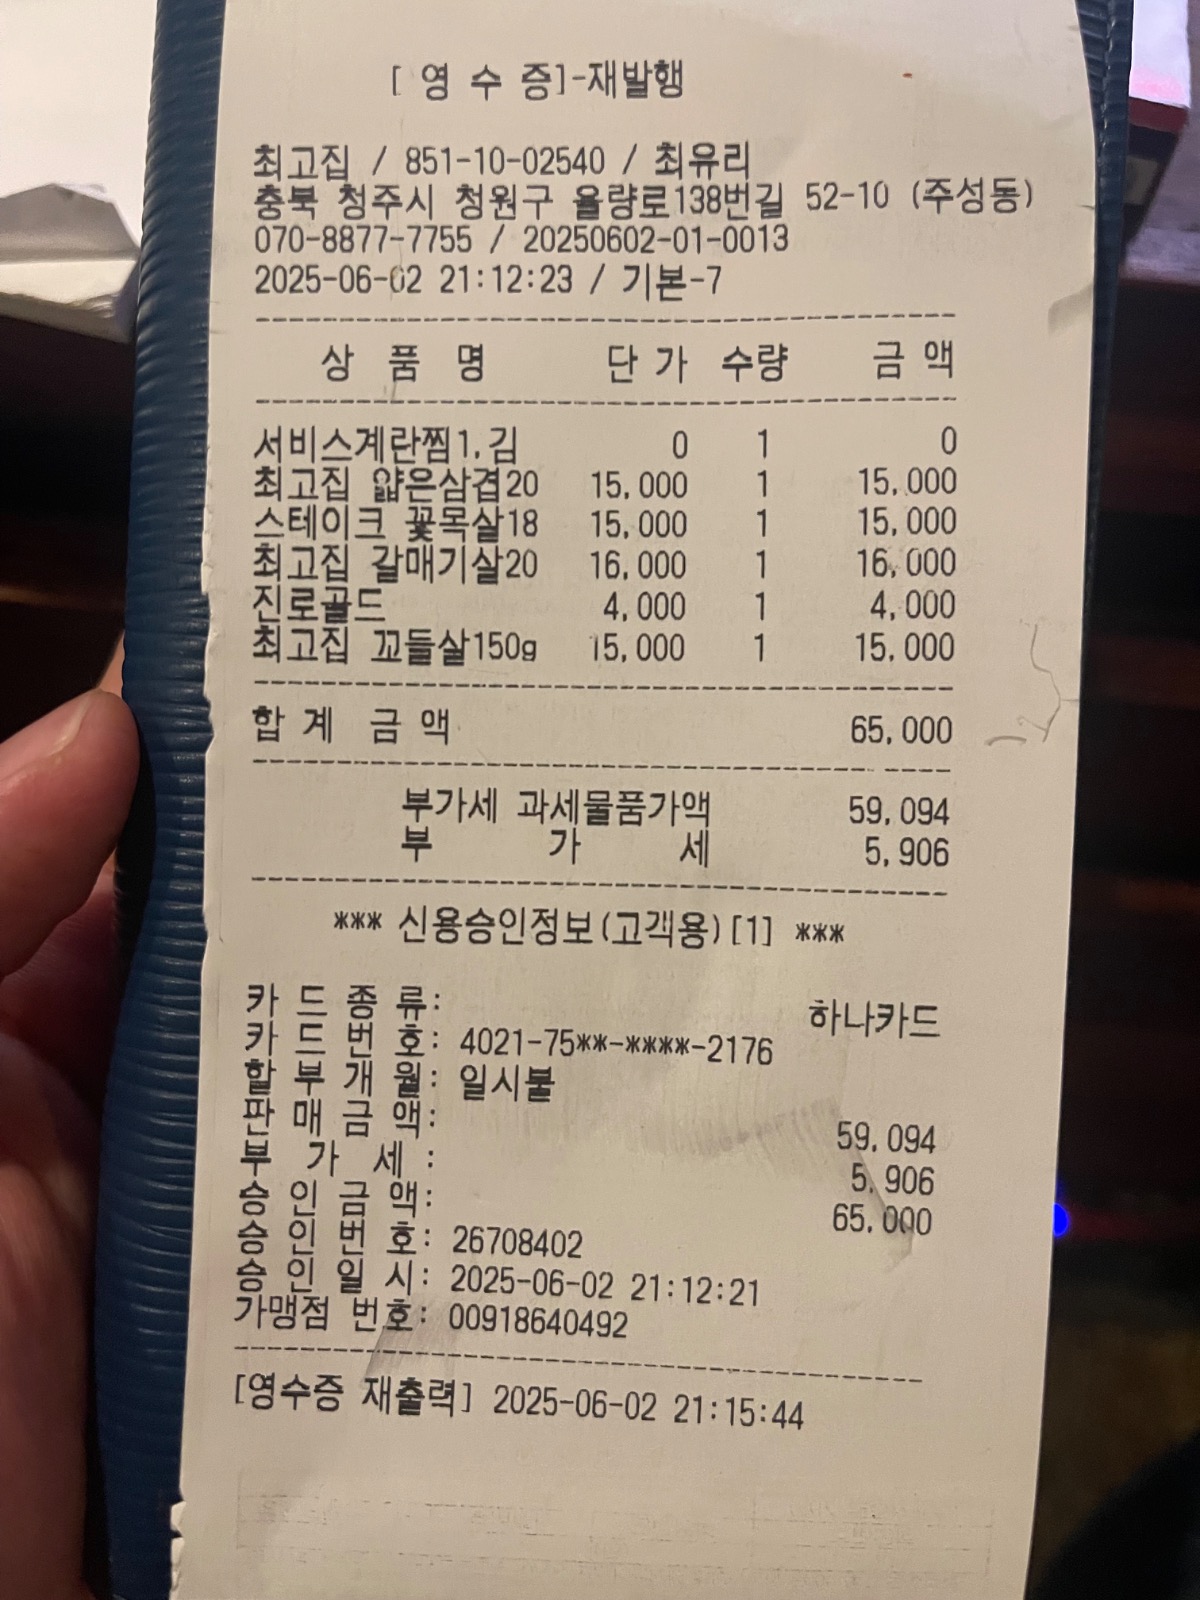 [ 영 수 증]-재발행
최고집 / 851-10-02540 / 최유리
충북 청주시 청원구 율량로138번길 52-10 (주성동)
070-8877-7755 / 20250602-01-0013
2025-06-02 21:12:23 / 기본-7
상 품 명 단 가 수량 금 액
서비스계란찜1.김 0 1 0
최고집 얇은삼겹20 15,000 1 15,000
스테이크 꽃목살18 15,000 1 15,000
최고집 갈매기살20 16,000 1 16,000
진로골드 4,000 1 4,000
최고집 꼬들살150g 15,000 1 15,000
합 계 금 액 65,000
부가세 과세물품가액 59,094
부 가 세 5,906
*** 신용승인정보(고객용)[1] ***
카 드 종 류: 하나카드
카 드 번 호: 4021-75**-****-2176
할 부 개 월: 일시불
판 매 금 액: 59,094
부 가 세 : 5,906
승 인 금 액: 65,000
승 인 번 호: 26708402
승 인 일 시: 2025-06-02 21:12:21
가맹점 번호: 00918640492
[영수증 재출력] 2025-06-02 21:15:44